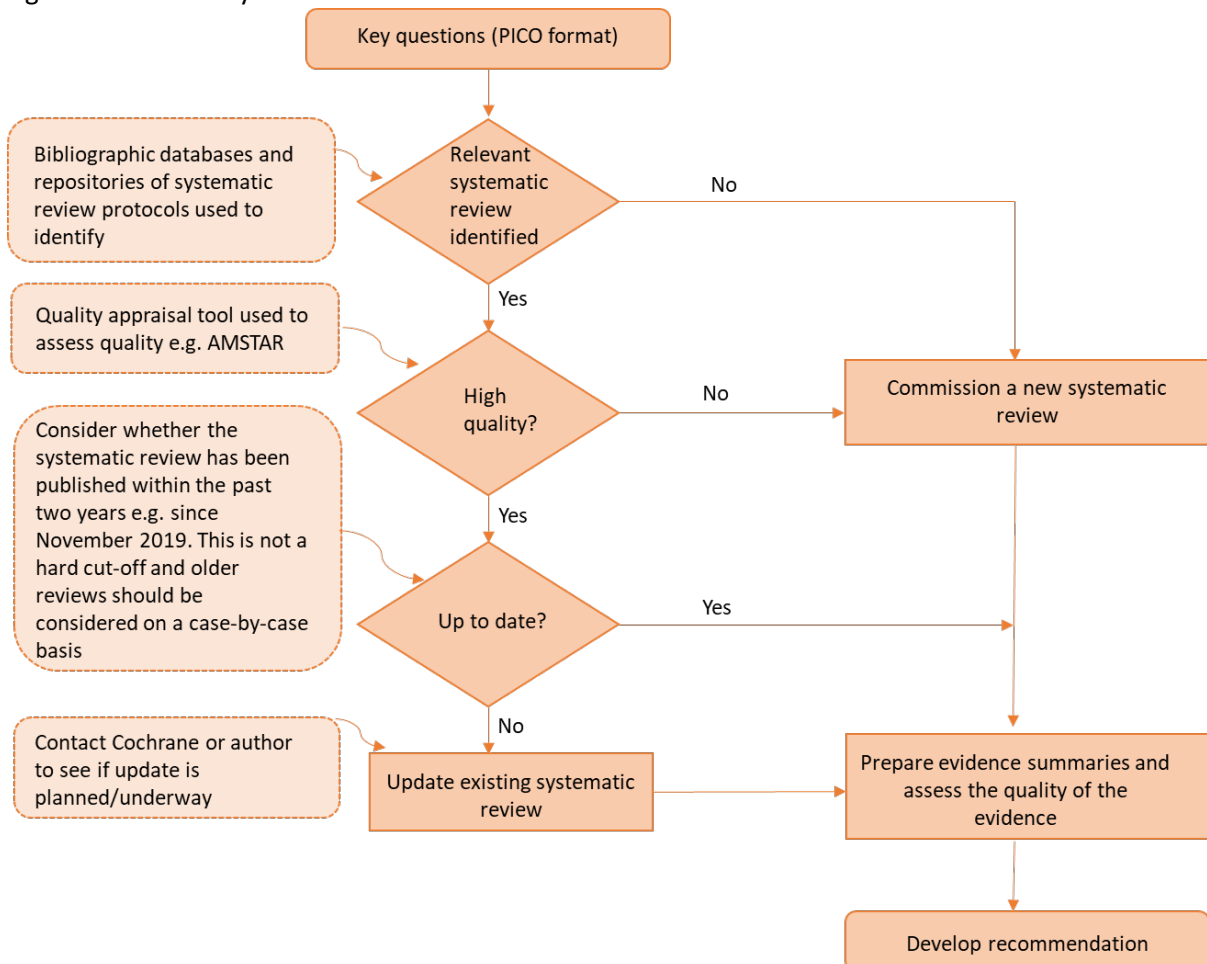 Key questions (PICO format)
Bibliographic databases and
repositories of systematic
review protocols used to
identify
Relevant
systematic
review
identified
No
Yes
Quality appraisal tool used to
assess quality e.g. AMSTAR
High
quality?
No
Commission a new systematic
review
Yes
Consider whether the
systematic review has been
published within the past
two years e.g. since
November 2019. This is not a
hard cut-off and older
reviews should be
considered on a case-by-case
basis
Up to date?
Yes
No
Contact Cochrane or author
to see if update is
planned/underway
Update existing systematic
review
Prepare evidence summaries and
assess the quality of the
evidence
Develop recommendation